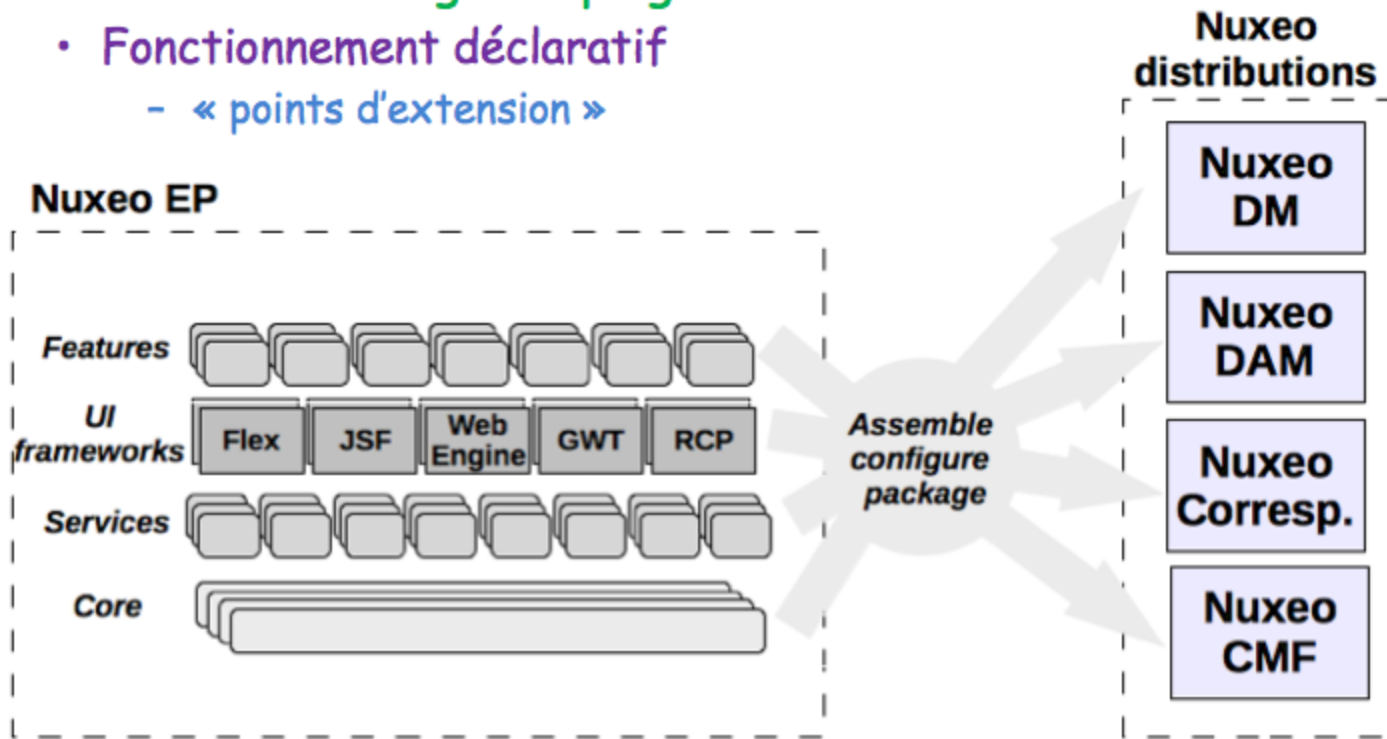 • Fonctionnement déclaratif
– « points d'extension »
Nuxeo EP
Features
UI
frameworks
Flex
JSF
Web
Engine
GWT
RCP
Services
Core
Assemble
configure
package
Nuxeo
distributions
Nuxeo
DM
Nuxeo
DAM
Nuxeo
Corresp.
Nuxeo
CMF